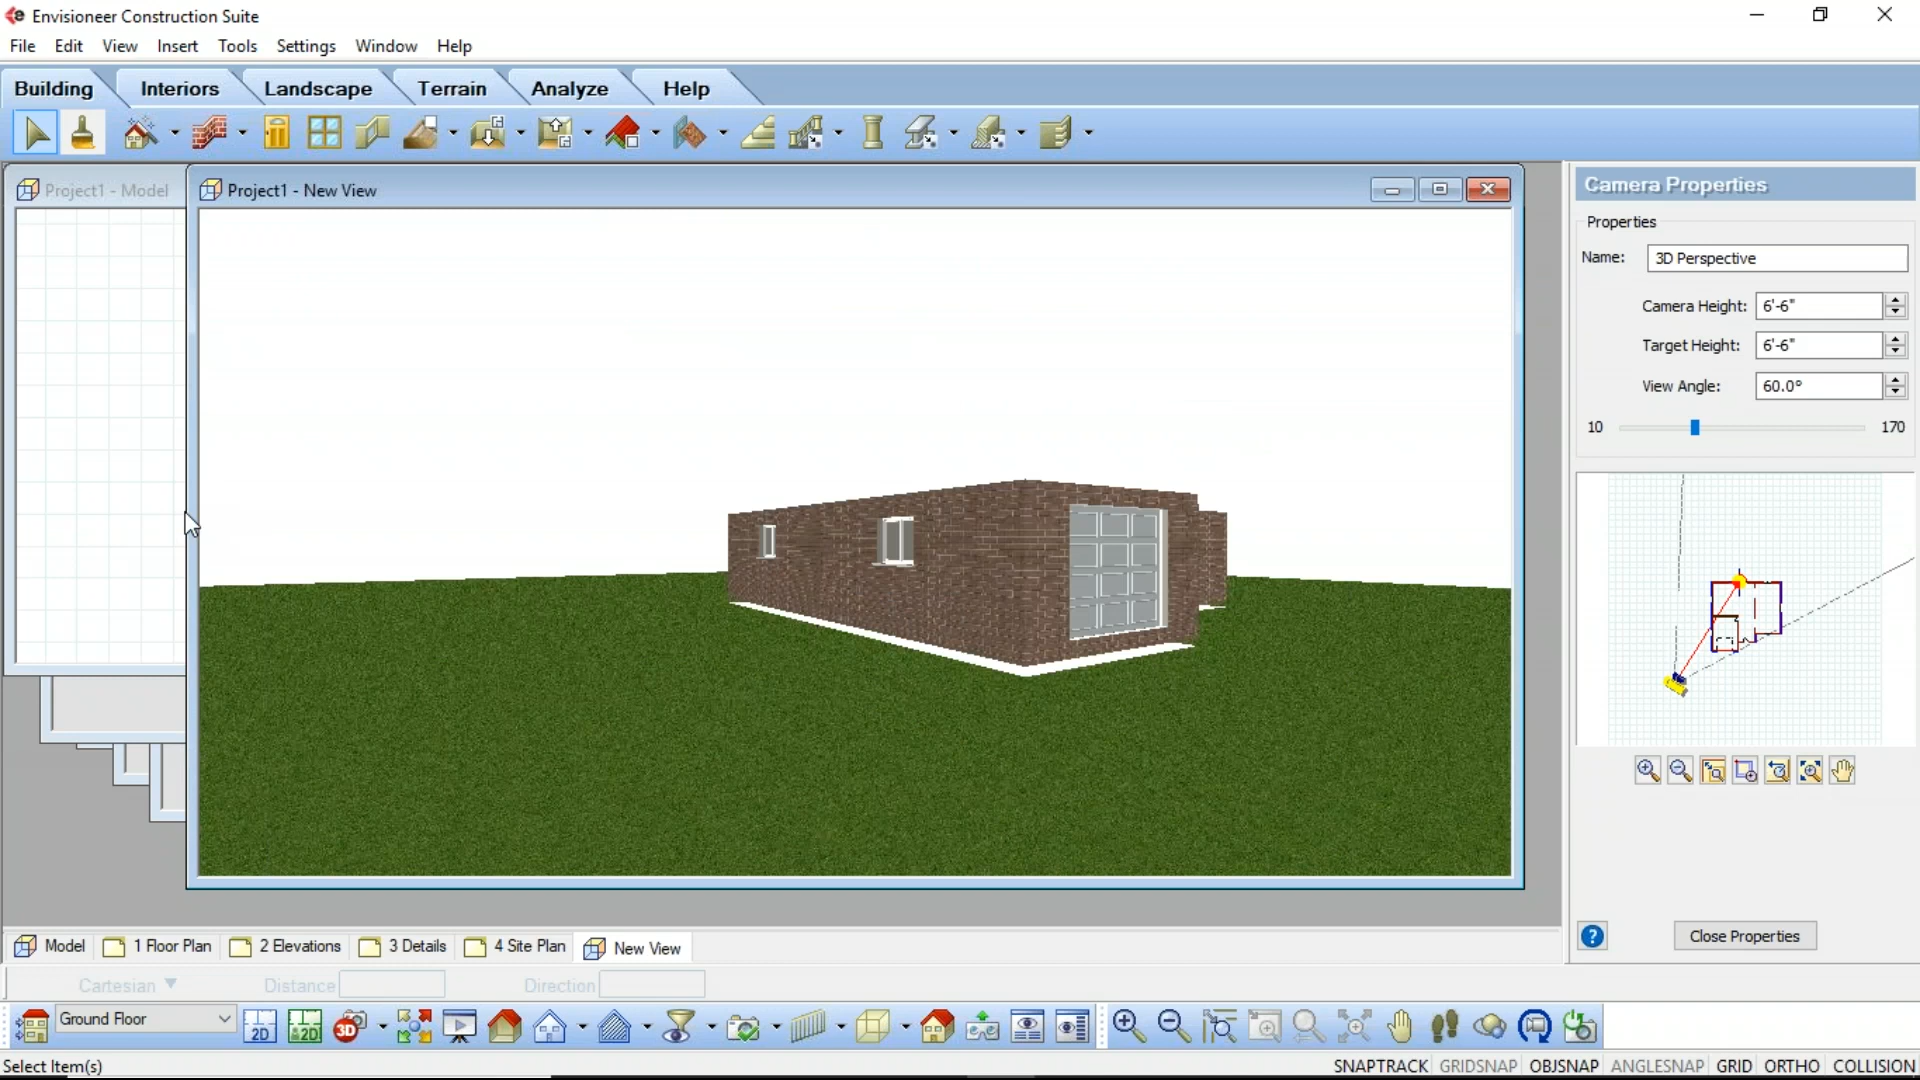 Envisioneer Construction Suite
File Edit View Insert Tools Settings Window Help
Building Interiors Landscape Terrain Analyze Help
Project1 - Model
Project1 - New View
Camera Properties
Properties
Name: 3D Perspective
Camera Height: 6'-6"
Target Height: 6'-6"
View Angle: 60.0°
10 170
Close Properties
Model 1 Floor Plan 2 Elevations 3 Details 4 Site Plan New View
Cartesian Distance Direction
Ground Floor 2D 2D 3D
Select Item(s) SNAPTRACK GRIDSNAP OBJSNAP ANGLESNAP GRID ORTHO COLLISION